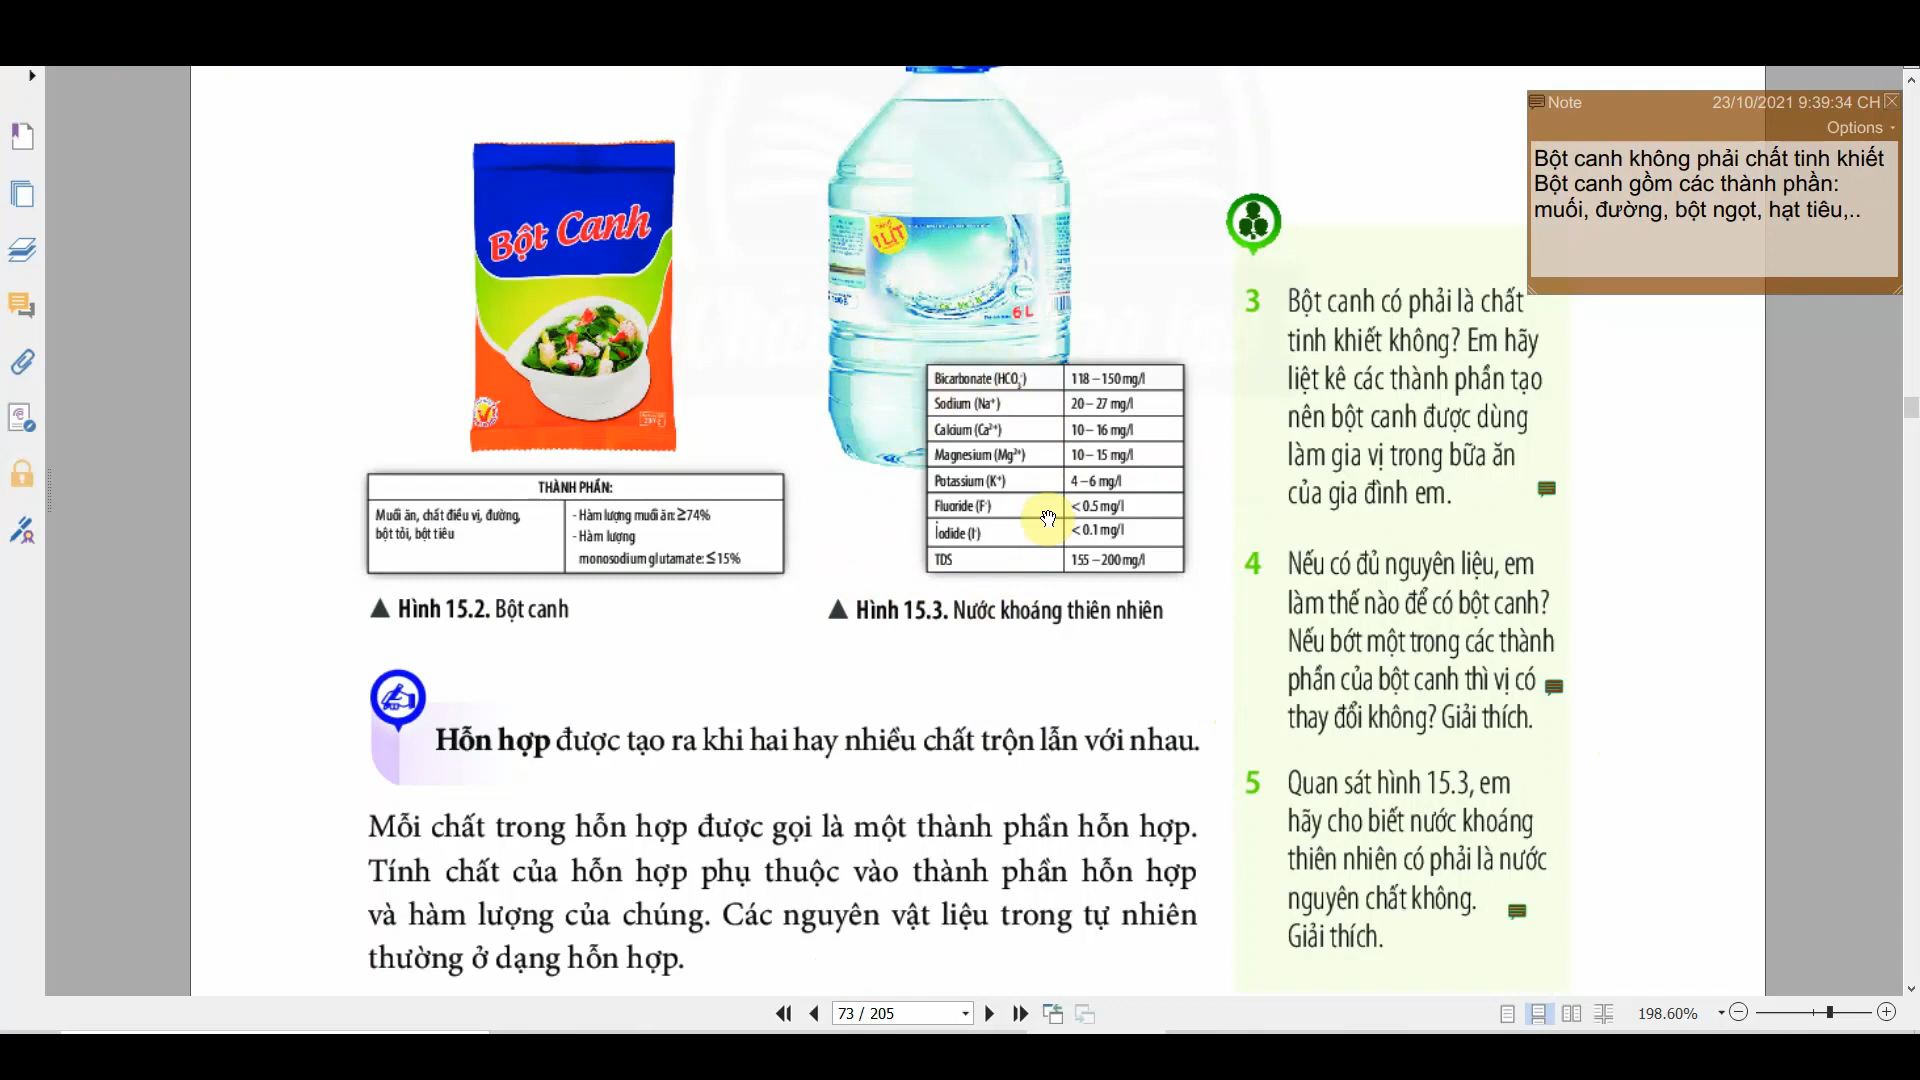 Note
23/10/2021 9:39:34 CH
Options
Bột canh không phải chất tinh khiết
Bột canh gồm các thành phần:
muối, đường, bột ngọt, hạt tiêu,..
Bột Canh
1 LÍT
6 L
THÀNH PHẦN:
Muối ăn, chất điều vị, đường,
bột tỏi, bột tiêu
- Hàm lượng muối ăn: ≥74%
- Hàm lượng
monosodium glutamate: ≤15%
Bicarbonate (HCO₃⁻) 118 – 150 mg/l
Sodium (Na⁺) 20 – 27 mg/l
Calcium (Ca²⁺) 10 – 16 mg/l
Magnesium (Mg²⁺) 10 – 15 mg/l
Potassium (K⁺) 4 – 6 mg/l
Fluoride (F⁻) < 0.5 mg/l
Iodide (I⁻) < 0.1 mg/l
TDS 155 – 200 mg/l
▲ Hình 15.2. Bột canh
▲ Hình 15.3. Nước khoáng thiên nhiên
Hỗn hợp được tạo ra khi hai hay nhiều chất trộn lẫn với nhau.
Mỗi chất trong hỗn hợp được gọi là một thành phần hỗn hợp.
Tính chất của hỗn hợp phụ thuộc vào thành phần hỗn hợp
và hàm lượng của chúng. Các nguyên vật liệu trong tự nhiên
thường ở dạng hỗn hợp.
3 Bột canh có phải là chất
tinh khiết không? Em hãy
liệt kê các thành phần tạo
nên bột canh được dùng
làm gia vị trong bữa ăn
của gia đình em.
4 Nếu có đủ nguyên liệu, em
làm thế nào để có bột canh?
Nếu bớt một trong các thành
phần của bột canh thì vị có
thay đổi không? Giải thích.
5 Quan sát hình 15.3, em
hãy cho biết nước khoáng
thiên nhiên có phải là nước
nguyên chất không.
Giải thích.
73 / 205
198.60%